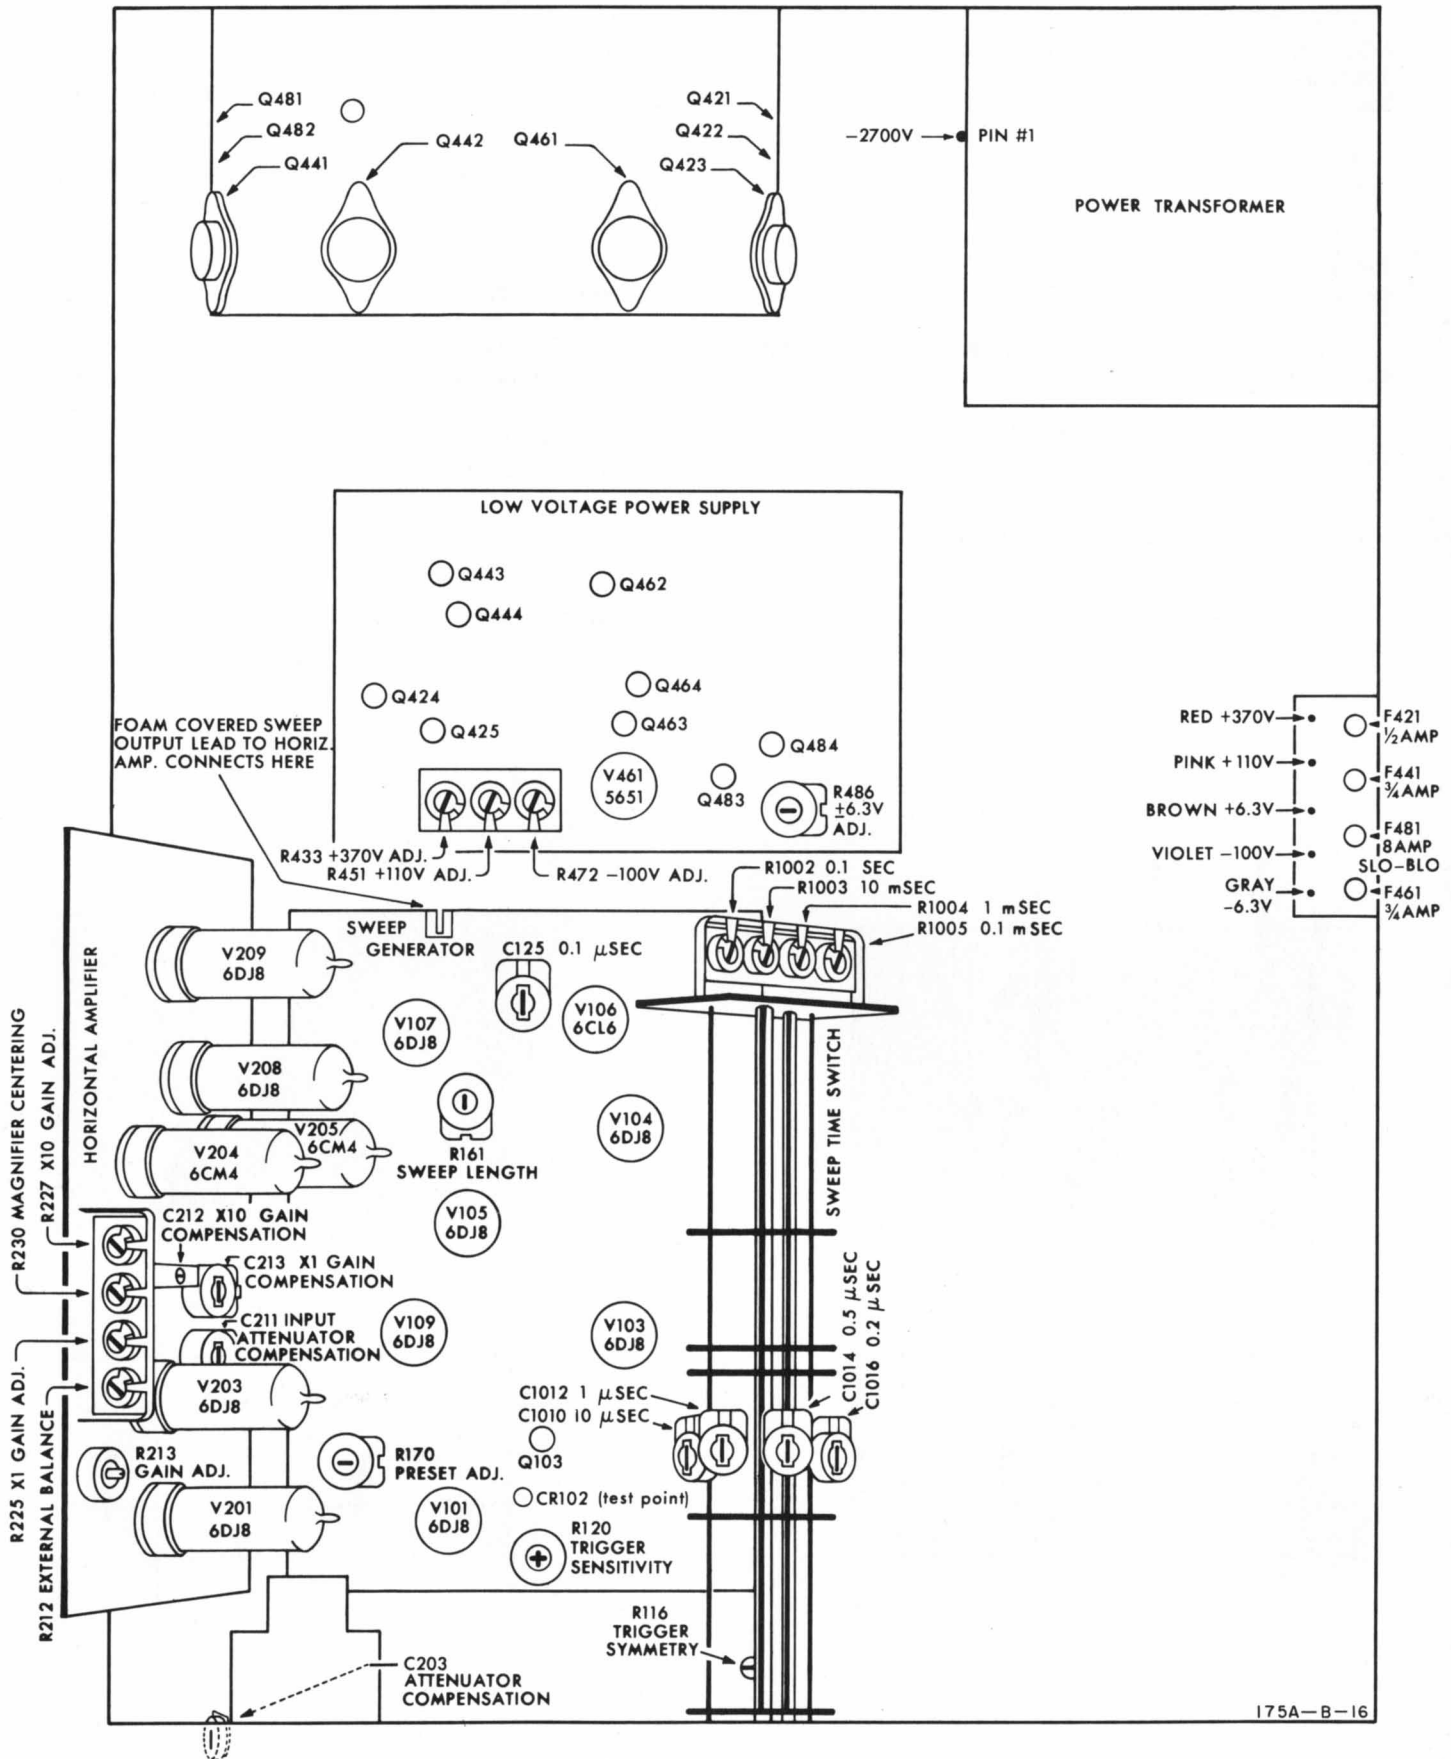 Q481
Q482
Q441
Q442
Q461
Q421
Q422
Q423
-2700V
PIN #1
POWER TRANSFORMER
LOW VOLTAGE POWER SUPPLY
Q443
Q462
Q444
Q424
Q464
Q425
Q463
Q484
V461
5651
Q483
R486
±6.3V
ADJ.
R433 +370V ADJ.
R451 +110V ADJ.
R472 -100V ADJ.
FOAM COVERED SWEEP
OUTPUT LEAD TO HORIZ.
AMP. CONNECTS HERE
RED +370V
PINK +110V
BROWN +6.3V
VIOLET -100V
GRAY
-6.3V
F421
½ AMP
F441
¾ AMP
F481
8AMP
SLO-BLO
F461
¾ AMP
R1002 0.1 SEC
R1003 10 mSEC
R1004 1 mSEC
R1005 0.1 mSEC
SWEEP
GENERATOR
C125 0.1 µSEC
HORIZONTAL AMPLIFIER
V209
6DJ8
V107
6DJ8
V106
6CL6
V208
6DJ8
R161
SWEEP LENGTH
V104
6DJ8
SWEEP TIME SWITCH
V205
6CM4
V204
6CM4
V105
6DJ8
R227 X10 GAIN ADJ.
R230 MAGNIFIER CENTERING
R225 X1 GAIN ADJ.
R212 EXTERNAL BALANCE
C212 X10 GAIN
COMPENSATION
C213 X1 GAIN
COMPENSATION
C211 INPUT
ATTENUATOR
COMPENSATION
V109
6DJ8
V103
6DJ8
C1014 0.5 µSEC
C1016 0.2 µSEC
C1012 1 µSEC
C1010 10 µSEC
V203
6DJ8
Q103
R213
GAIN ADJ.
R170
PRESET ADJ.
CR102 (test point)
V201
6DJ8
V101
6DJ8
R120
TRIGGER
SENSITIVITY
R116
TRIGGER
SYMMETRY
C203
ATTENUATOR
COMPENSATION
175A-B-16